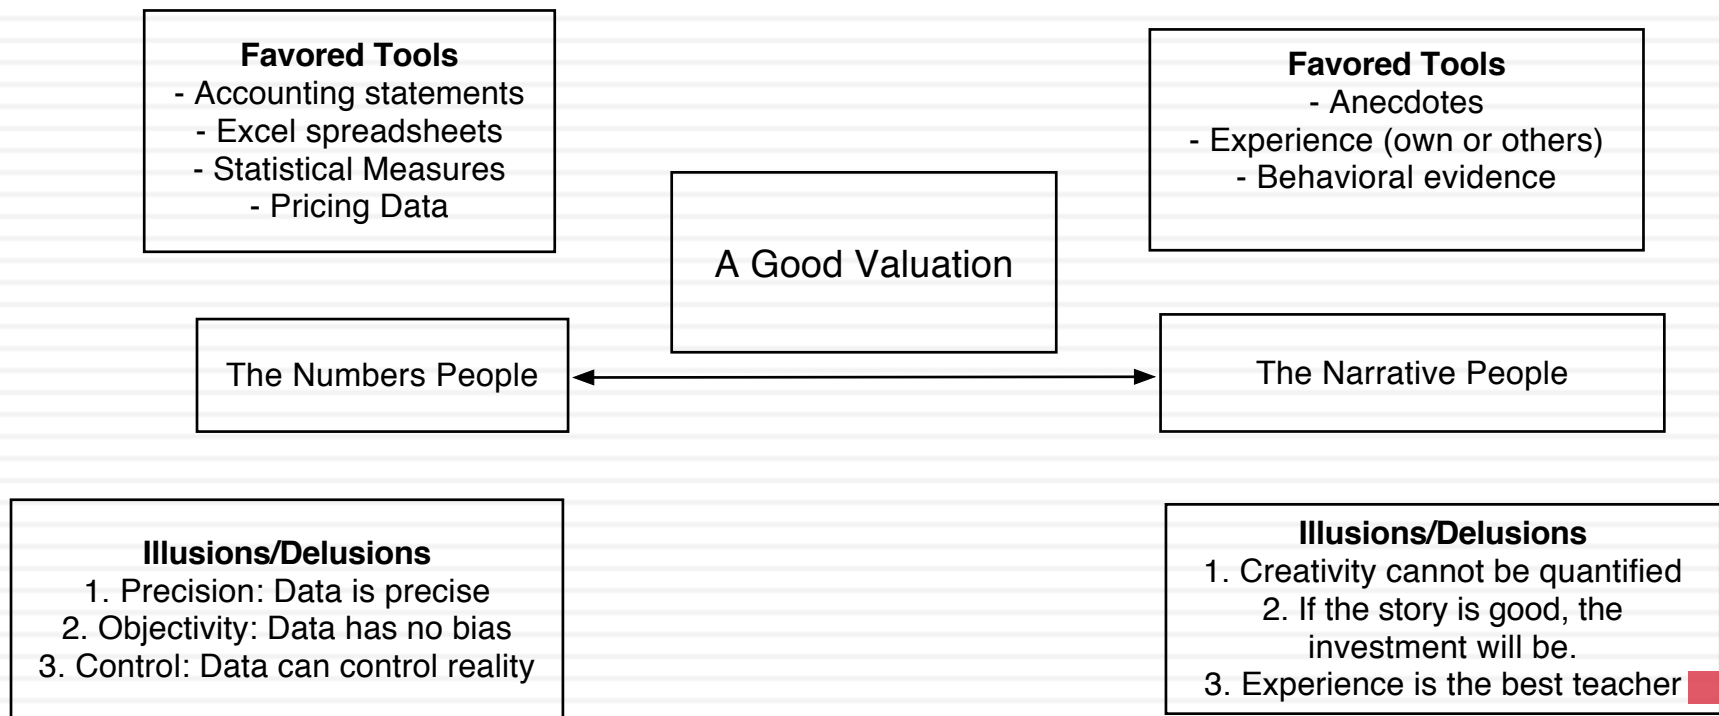 Favored Tools
- Accounting statements
- Excel spreadsheets
- Statistical Measures
- Pricing Data
Favored Tools
- Anecdotes
- Experience (own or others)
- Behavioral evidence
A Good Valuation
The Numbers People
The Narrative People
Illusions/Delusions
1. Precision: Data is precise
2. Objectivity: Data has no bias
3. Control: Data can control reality
Illusions/Delusions
1. Creativity cannot be quantified
2. If the story is good, the
investment will be.
3. Experience is the best teacher